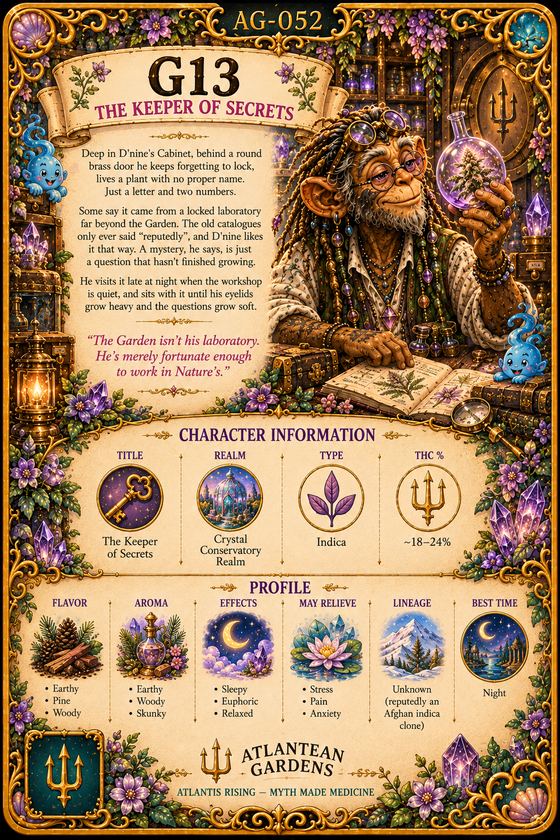 AG-052
G13
THE KEEPER OF SECRETS
Deep in D'nine's Cabinet, behind a round
brass door he keeps forgetting to lock,
lives a plant with no proper name.
Just a letter and two numbers.
Some say it came from a locked laboratory
far beyond the Garden. The old catalogues
only ever said “reputedly”, and D'nine likes
it that way. A mystery, he says, is just
a question that hasn't finished growing.
He visits it late at night when the workshop
is quiet, and sits with it until his eyelids
grow heavy and the questions grow soft.
“The Garden isn't his laboratory.
He's merely fortunate enough
to work in Nature's.”
CHARACTER INFORMATION
TITLE
The Keeper
of Secrets
REALM
Crystal
Conservatory
Realm
TYPE
Indica
THC %
~18–24%
PROFILE
FLAVOR
• Earthy
• Pine
• Woody
AROMA
• Earthy
• Woody
• Skunky
EFFECTS
• Sleepy
• Euphoric
• Relaxed
MAY RELIEVE
• Stress
• Pain
• Anxiety
LINEAGE
Unknown
(reputedly an
Afghan indica
clone)
BEST TIME
Night
ATLANTEAN
GARDENS
ATLANTIS RISING — MYTH MADE MEDICINE